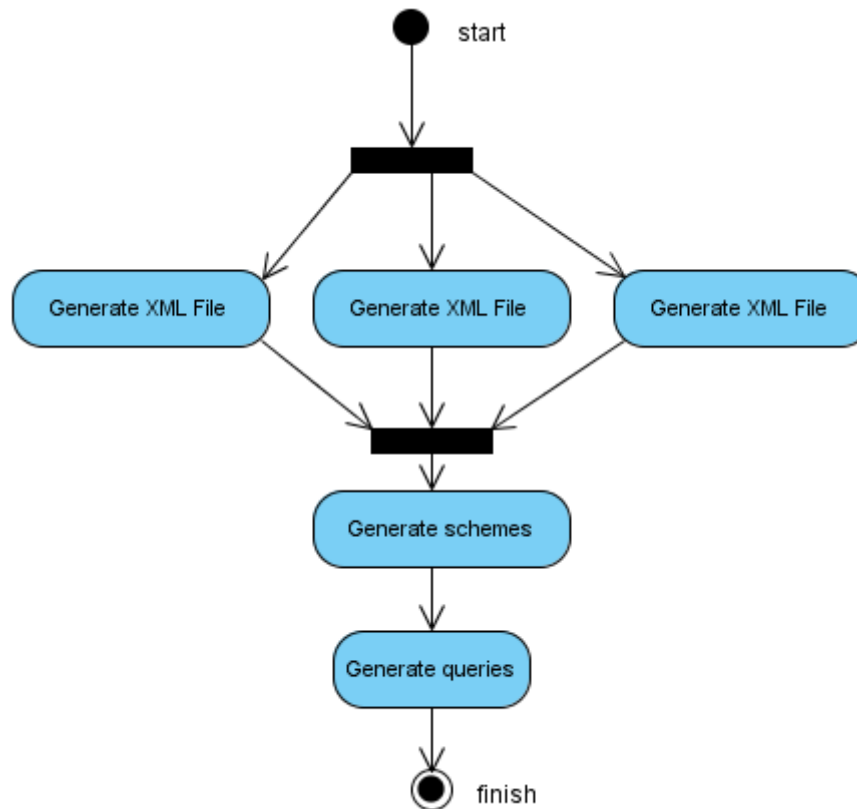 start
Generate XML File
Generate XML File
Generate XML File
Generate schemes
Generate queries
finish